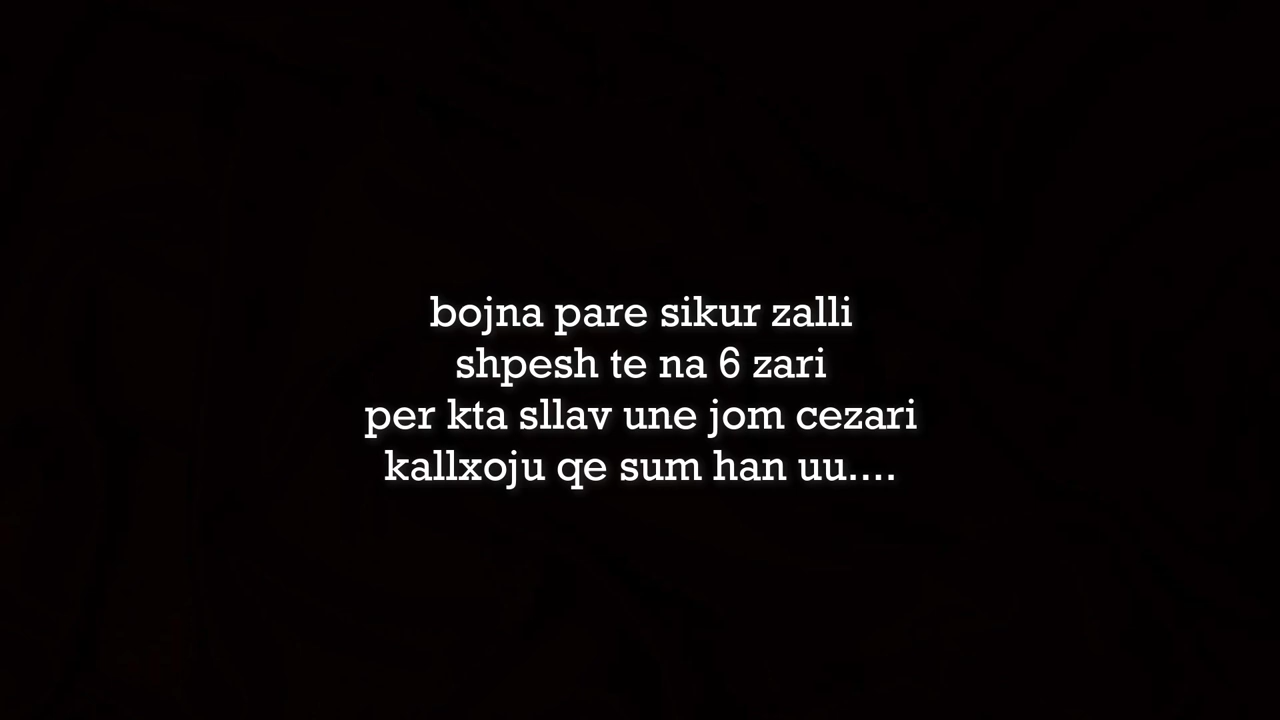 bojna pare sikur zalli
shpesh te na 6 zari
per kta sllav une jom cezari
kallxoju qe sum han uu....